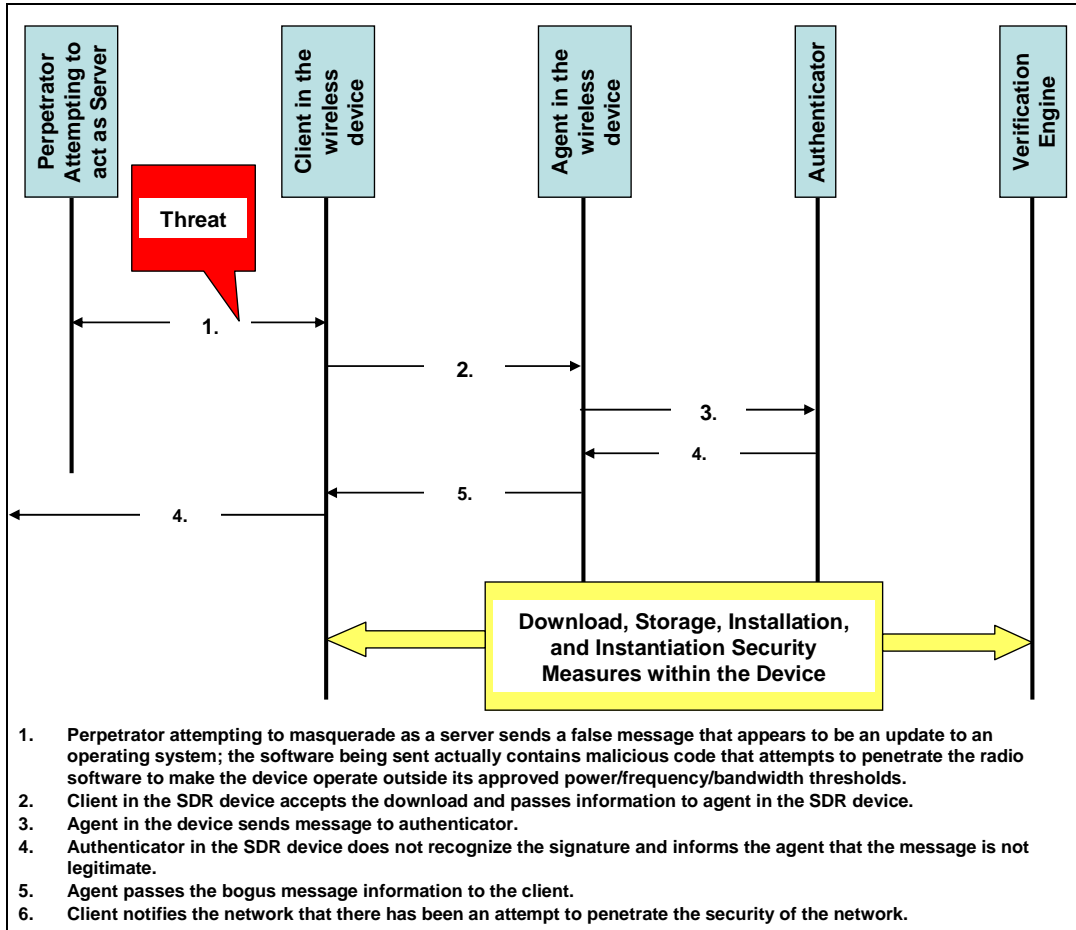 Perpetrator
Attempting to
act as Server
Client in the
wireless
device
Agent in the
wireless
device
Authenticator
Verification
Engine
Threat
1.
2.
3.
4.
5.
4.
Download, Storage, Installation,
and Instantiation Security
Measures within the Device
1. Perpetrator attempting to masquerade as a server sends a false message that appears to be an update to an
operating system; the software being sent actually contains malicious code that attempts to penetrate the radio
software to make the device operate outside its approved power/frequency/bandwidth thresholds.
2. Client in the SDR device accepts the download and passes information to agent in the SDR device.
3. Agent in the device sends message to authenticator.
4. Authenticator in the SDR device does not recognize the signature and informs the agent that the message is not
legitimate.
5. Agent passes the bogus message information to the client.
6. Client notifies the network that there has been an attempt to penetrate the security of the network.